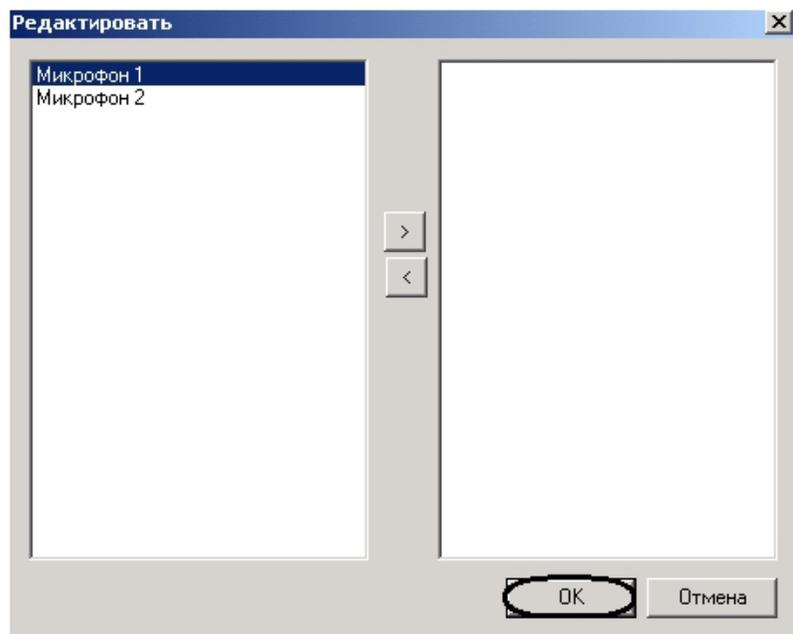 Редактировать
Микрофон 1
Микрофон 2
>
<
OK
Отмена